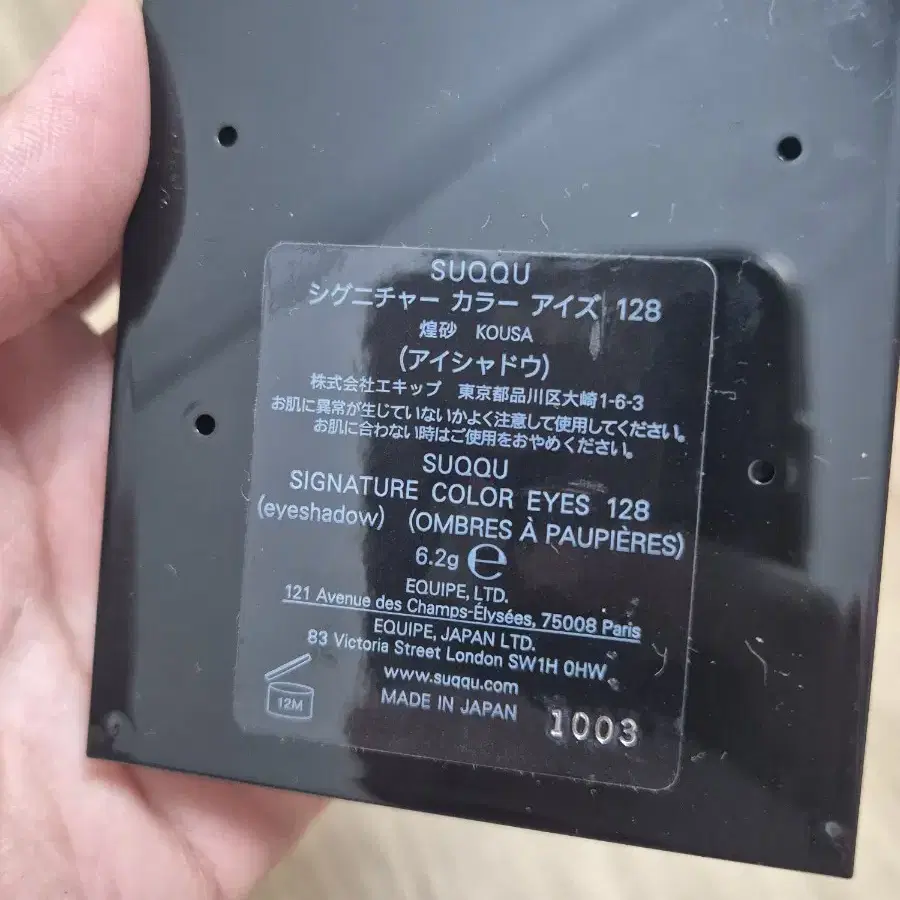 SUQQU
シグニチャー カラー アイズ 128
煌砂 KOUSA
(アイシャドウ)
株式会社エキップ 東京都品川区大崎1-6-3
お肌に異常が生じていないかよく注意して使用してください。
お肌に合わない時はご使用をおやめください。
SUQQU
SIGNATURE COLOR EYES 128
(eyeshadow) (OMBRES À PAUPIÈRES)
6.2g ℮
EQUIPE, LTD.
121 Avenue des Champs-Élysées, 75008 Paris
EQUIPE, JAPAN LTD.
83 Victoria Street London SW1H 0HW
www.suqqu.com
12M
MADE IN JAPAN
1003